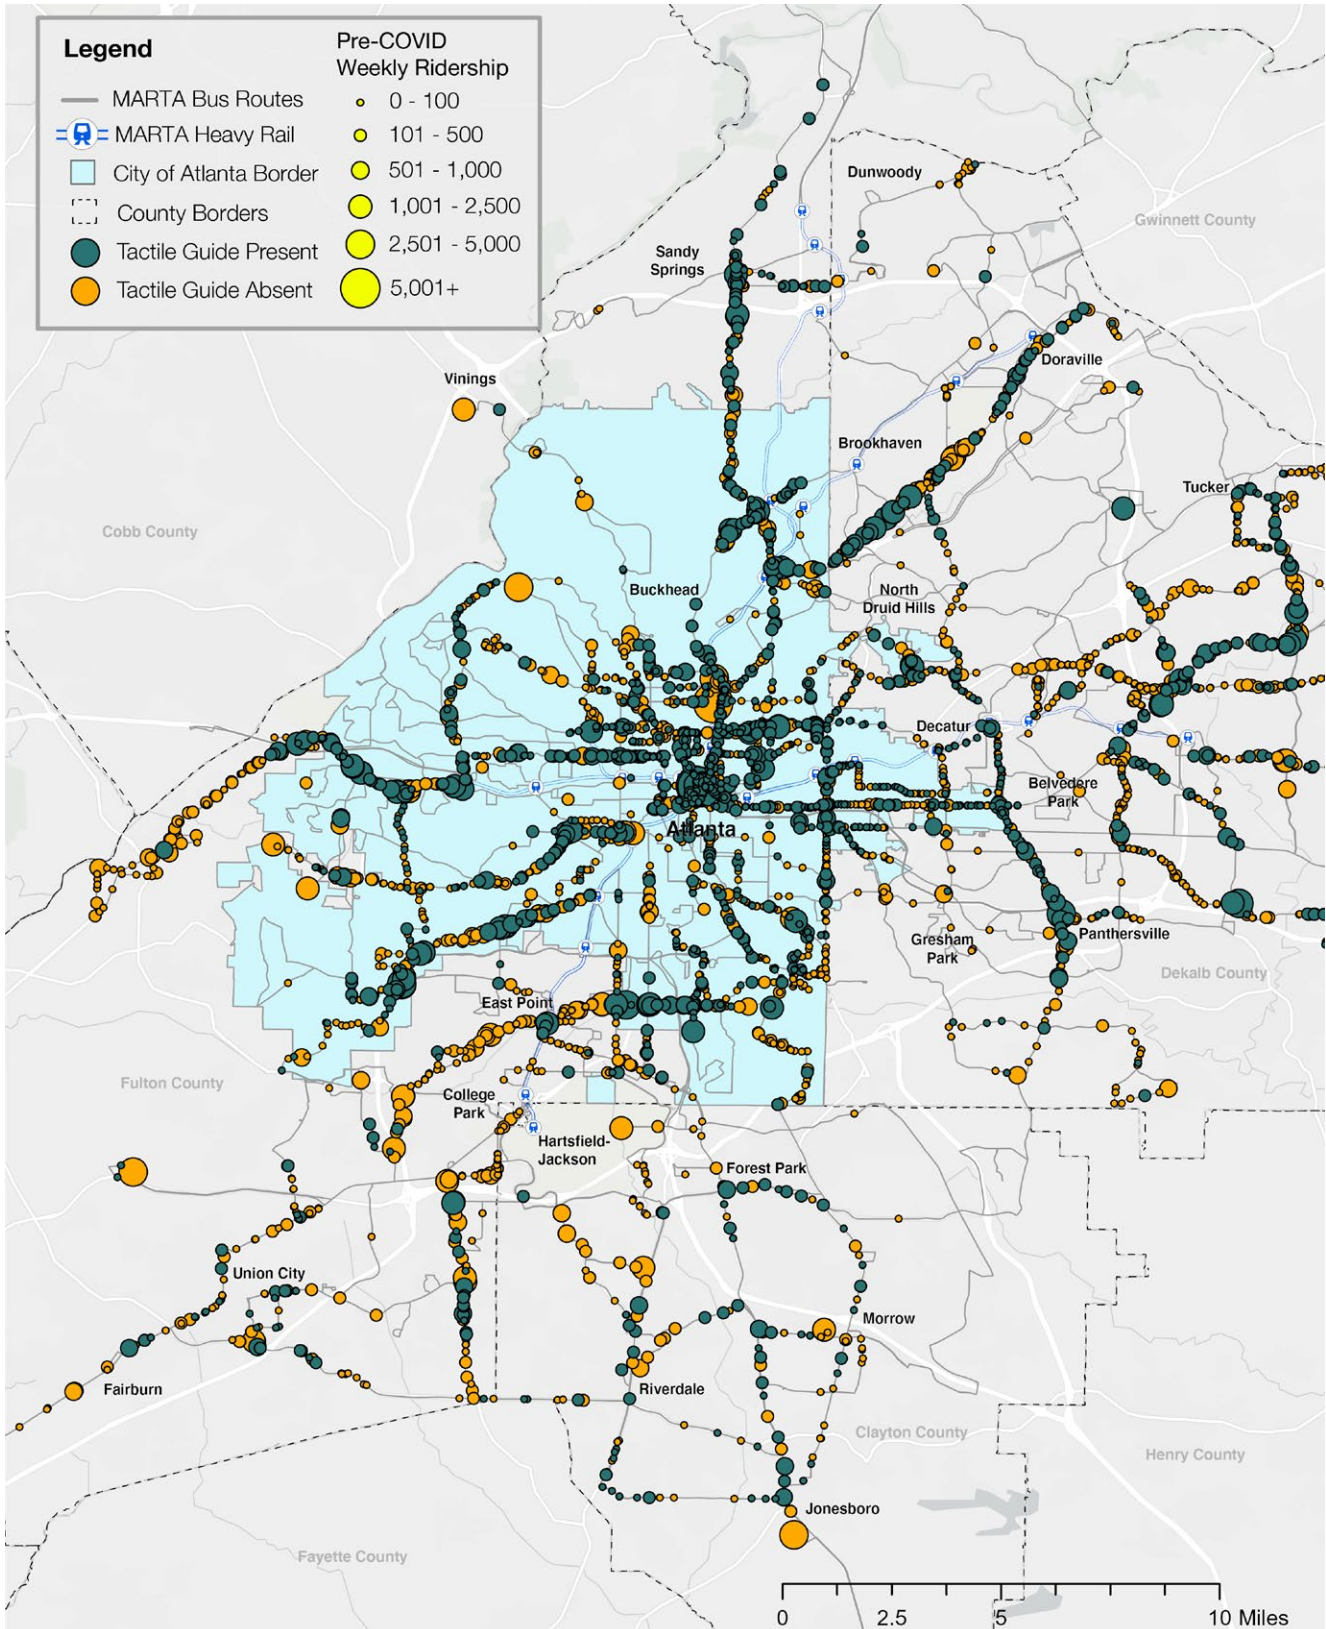 Legend
MARTA Bus Routes
MARTA Heavy Rail
City of Atlanta Border
County Borders
Tactile Guide Present
Tactile Guide Absent
Pre-COVID
Weekly Ridership
0 - 100
101 - 500
501 - 1,000
1,001 - 2,500
2,501 - 5,000
5,001+
Dunwoody
Gwinnett County
Sandy
Springs
Doraville
Vinings
Brookhaven
Tucker
Cobb County
Buckhead
North
Druid Hills
Decatur
Belvedere
Park
Atlanta
Gresham
Park
Panthersville
Dekalb County
East Point
Fulton County
College
Park
Hartsfield-
Jackson
Forest Park
Union City
Morrow
Fairburn
Riverdale
Clayton County
Henry County
Jonesboro
Fayette County
0
2.5
5
10 Miles